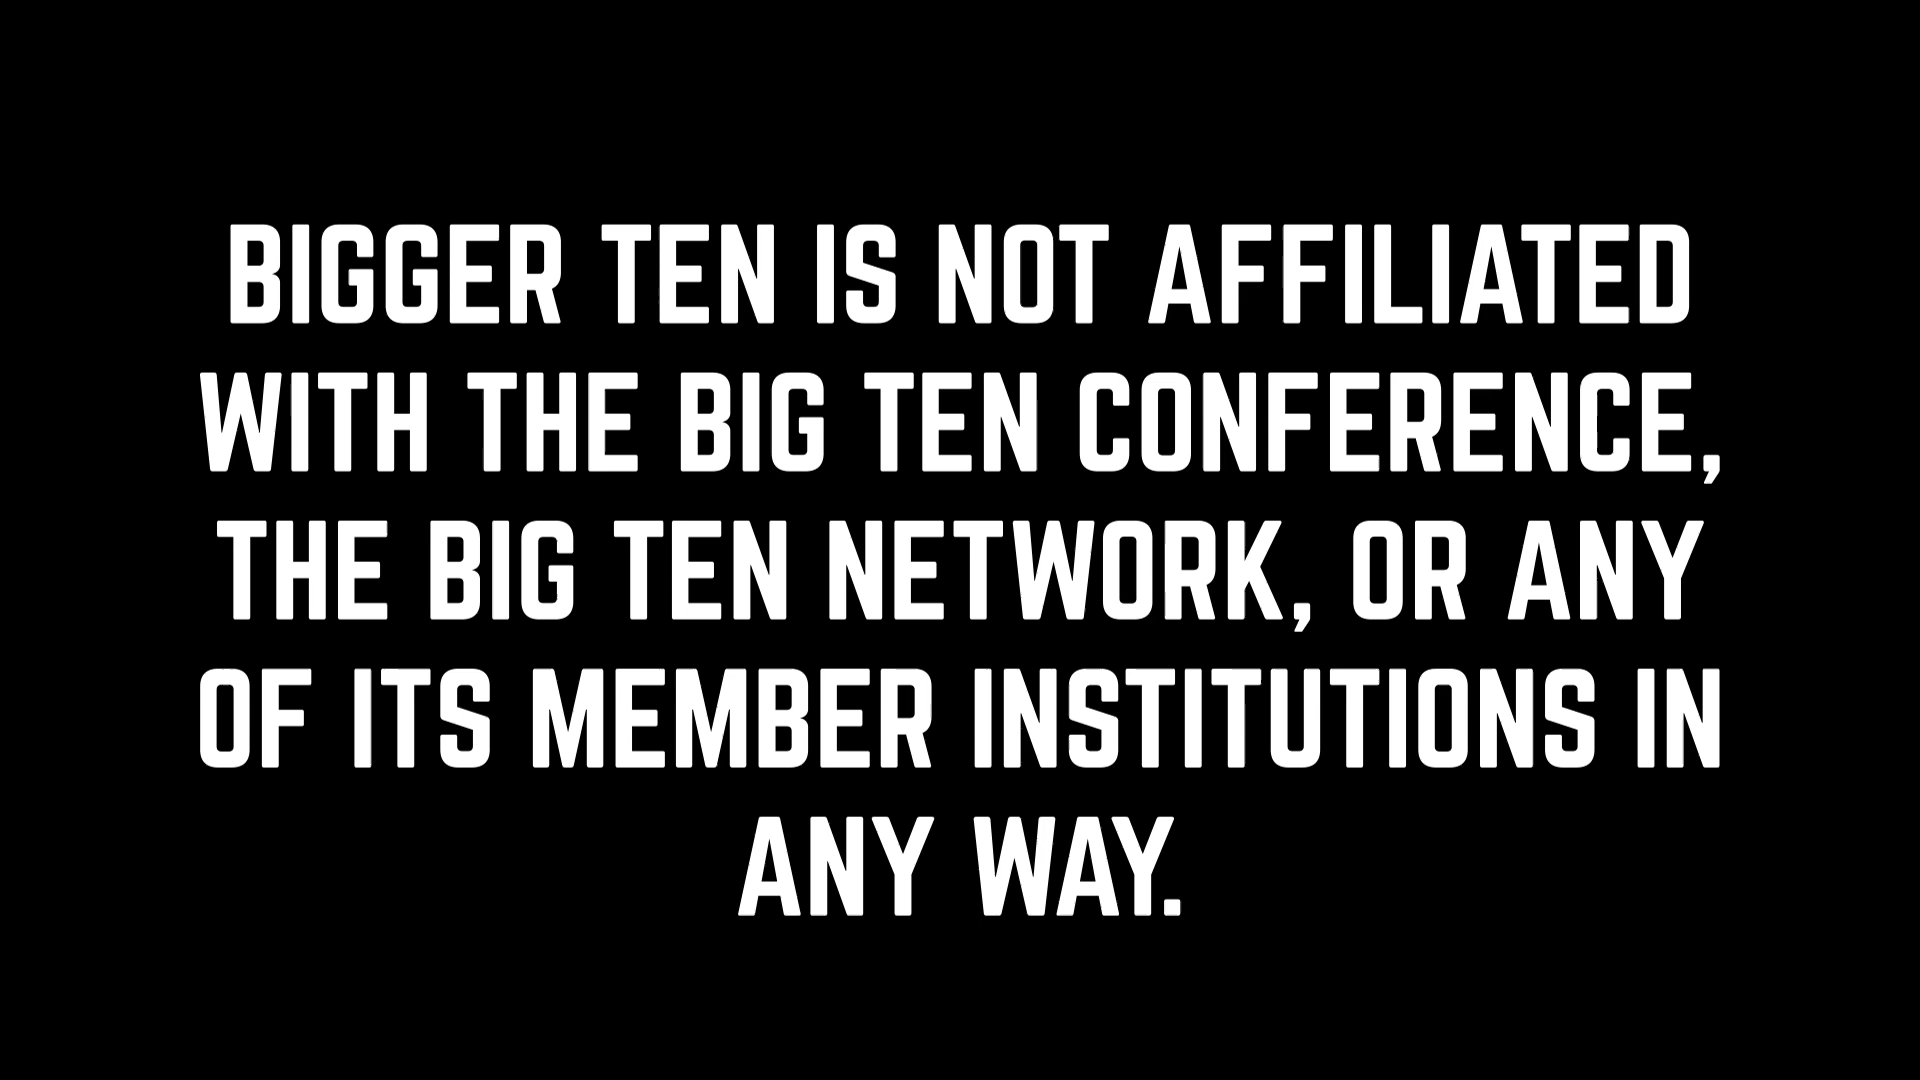 BIGGER TEN IS NOT AFFILIATED
WITH THE BIG TEN CONFERENCE,
THE BIG TEN NETWORK, OR ANY
OF ITS MEMBER INSTITUTIONS IN
ANY WAY.